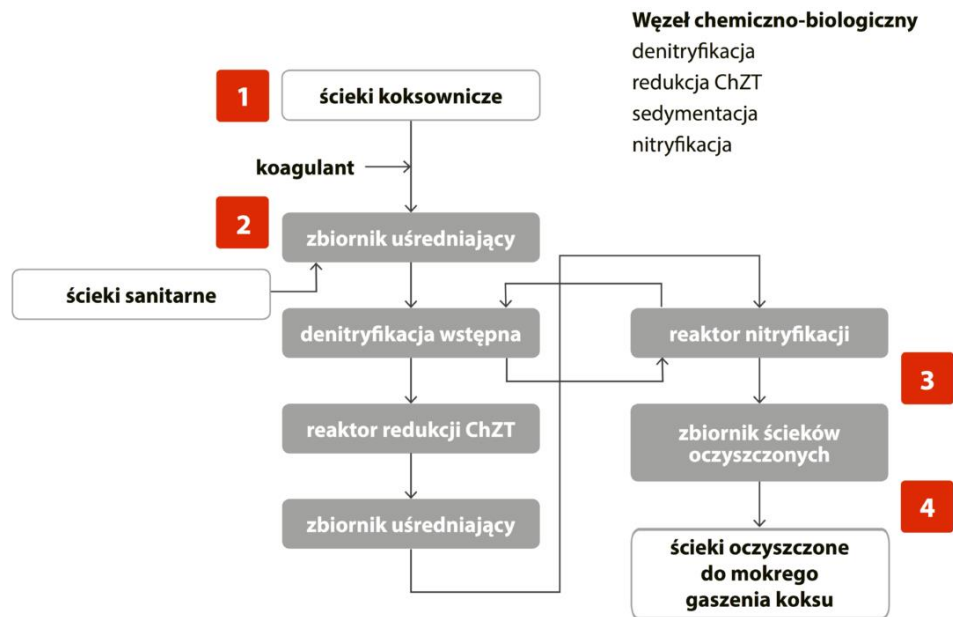 Węzeł chemiczno-biologiczny
denitryfikacja
redukcja ChZT
sedymentacja
nitryfikacja
1
ścieki koksownicze
koagulant
2
zbiornik uśredniający
ścieki sanitarne
denitryfikacja wstępna
reaktor nitryfikacji
3
reaktor redukcji ChZT
zbiornik ścieków
oczyszczonych
4
zbiornik uśredniający
ścieki oczyszczone
do mokrego
gaszenia koksu